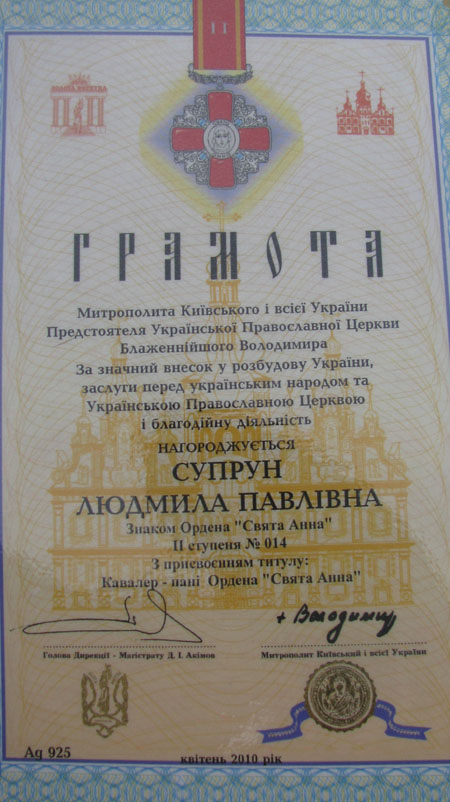 II
ГРАМОТА
Митрополита Київського і всієї України
Предстоятеля Української Православної Церкви
Блаженнійшого Володимира
За значний внесок у розбудову України,
заслуги перед українським народом та
Українською Православною Церквою
і благодійну діяльність
НАГОРОДЖУЄТЬСЯ
СУПРУН
ЛЮДМИЛА ПАВЛІВНА
Знаком Ордена "Свята Анна"
II ступеня № 014
З присвоєнням титулу:
Кавалер - пані Ордена "Свята Анна"
+ Володимир
Голова Дирекції - Магістрату Д. І. Акімов
Митрополит Київський і всієї України
Ag 925
квітень 2010 рік